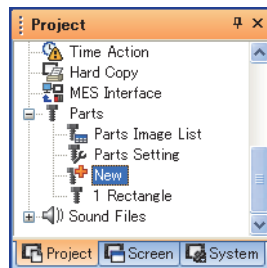 Project
Time Action
Hard Copy
MES Interface
Parts
Parts Image List
Parts Setting
New
1 Rectangle
Sound Files
Project Screen System